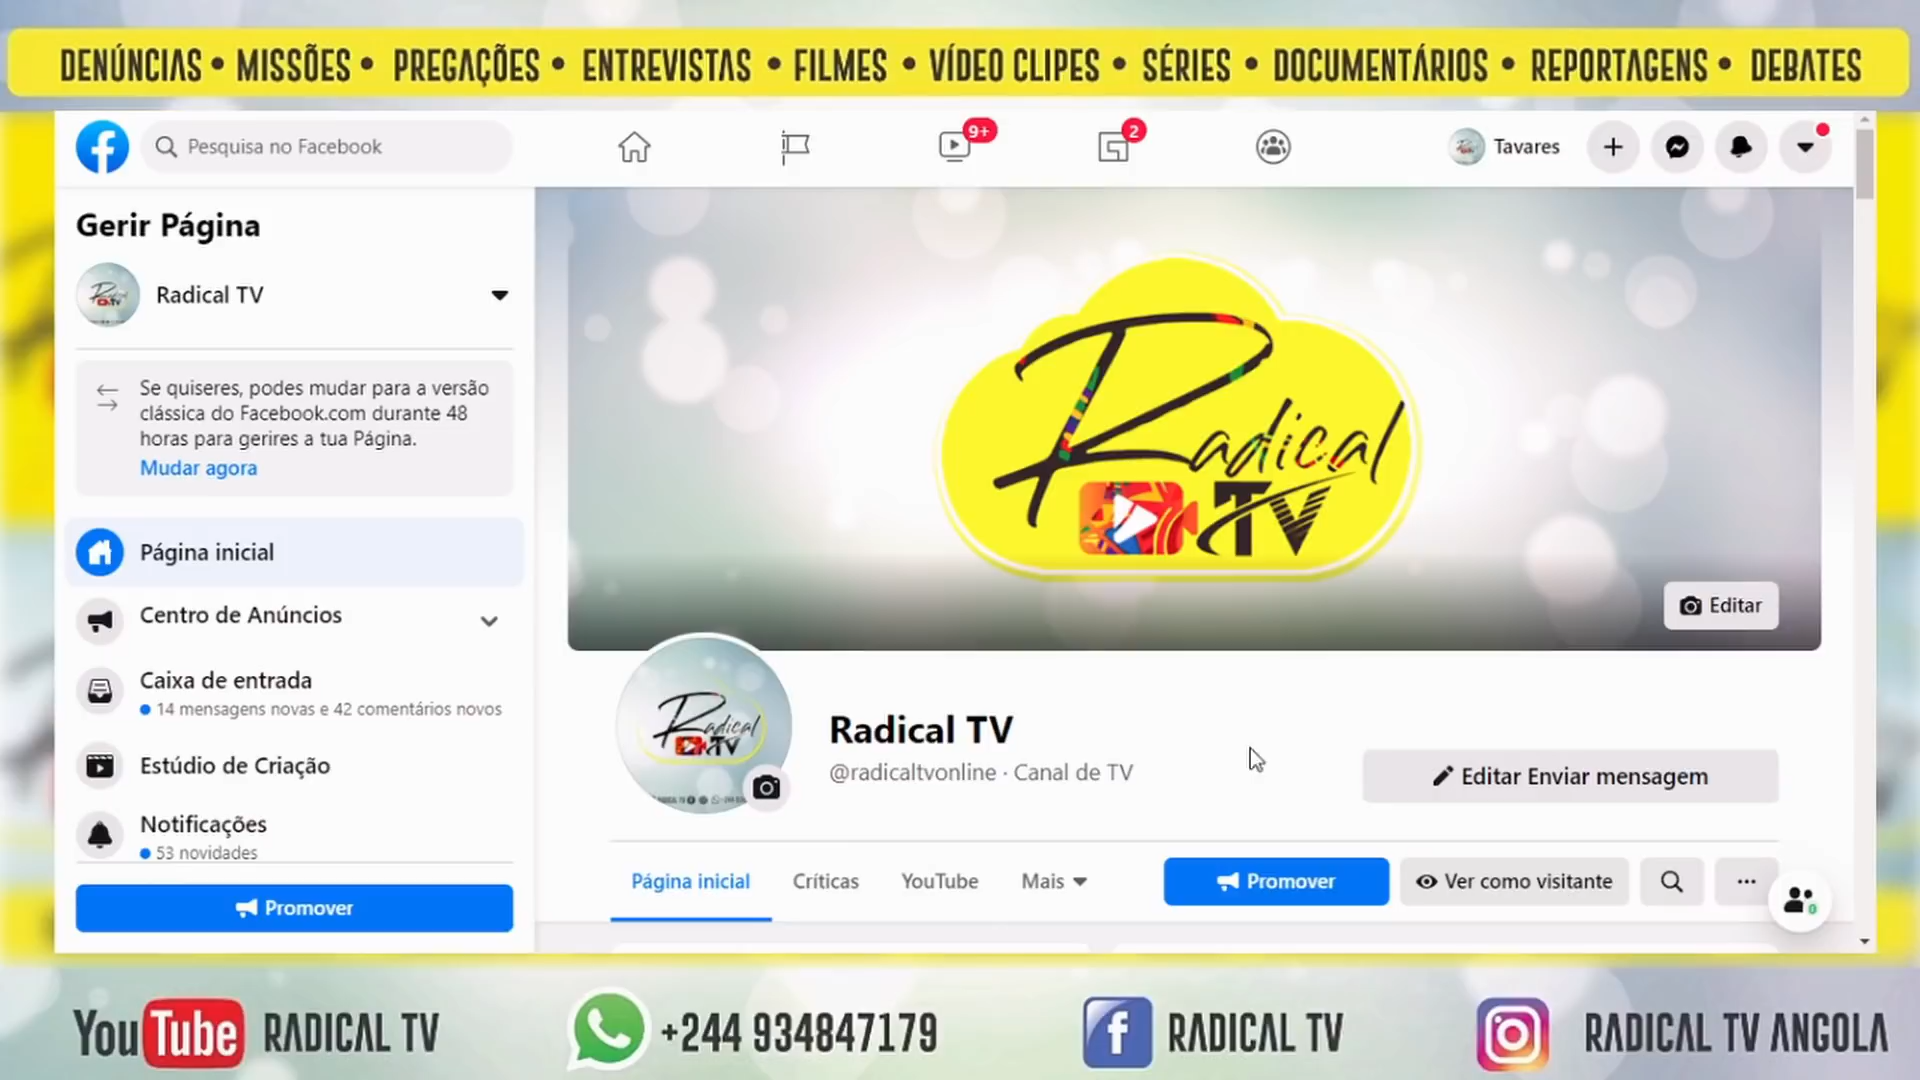 DENÚNCIAS • MISSÕES • PREGAÇÕES • ENTREVISTAS • FILMES • VÍDEO CLIPES • SÉRIES • DOCUMENTÁRIOS • REPORTAGENS • DEBATES
Pesquisa no Facebook
9+
2
Tavares
Gerir Página
Radical TV
Se quiseres, podes mudar para a versão
clássica do Facebook.com durante 48
horas para gerires a tua Página.
Mudar agora
Página inicial
Centro de Anúncios
Caixa de entrada
14 mensagens novas e 42 comentários novos
Estúdio de Criação
Notificações
53 novidades
Promover
Radical
TV
Editar
Radical
TV
Radical TV
@radicaltvonline · Canal de TV
Editar Enviar mensagem
Página inicial
Críticas
YouTube
Mais
Promover
Ver como visitante
0
YouTube RADICAL TV
+244 934847179
RADICAL TV
RADICAL TV ANGOLA